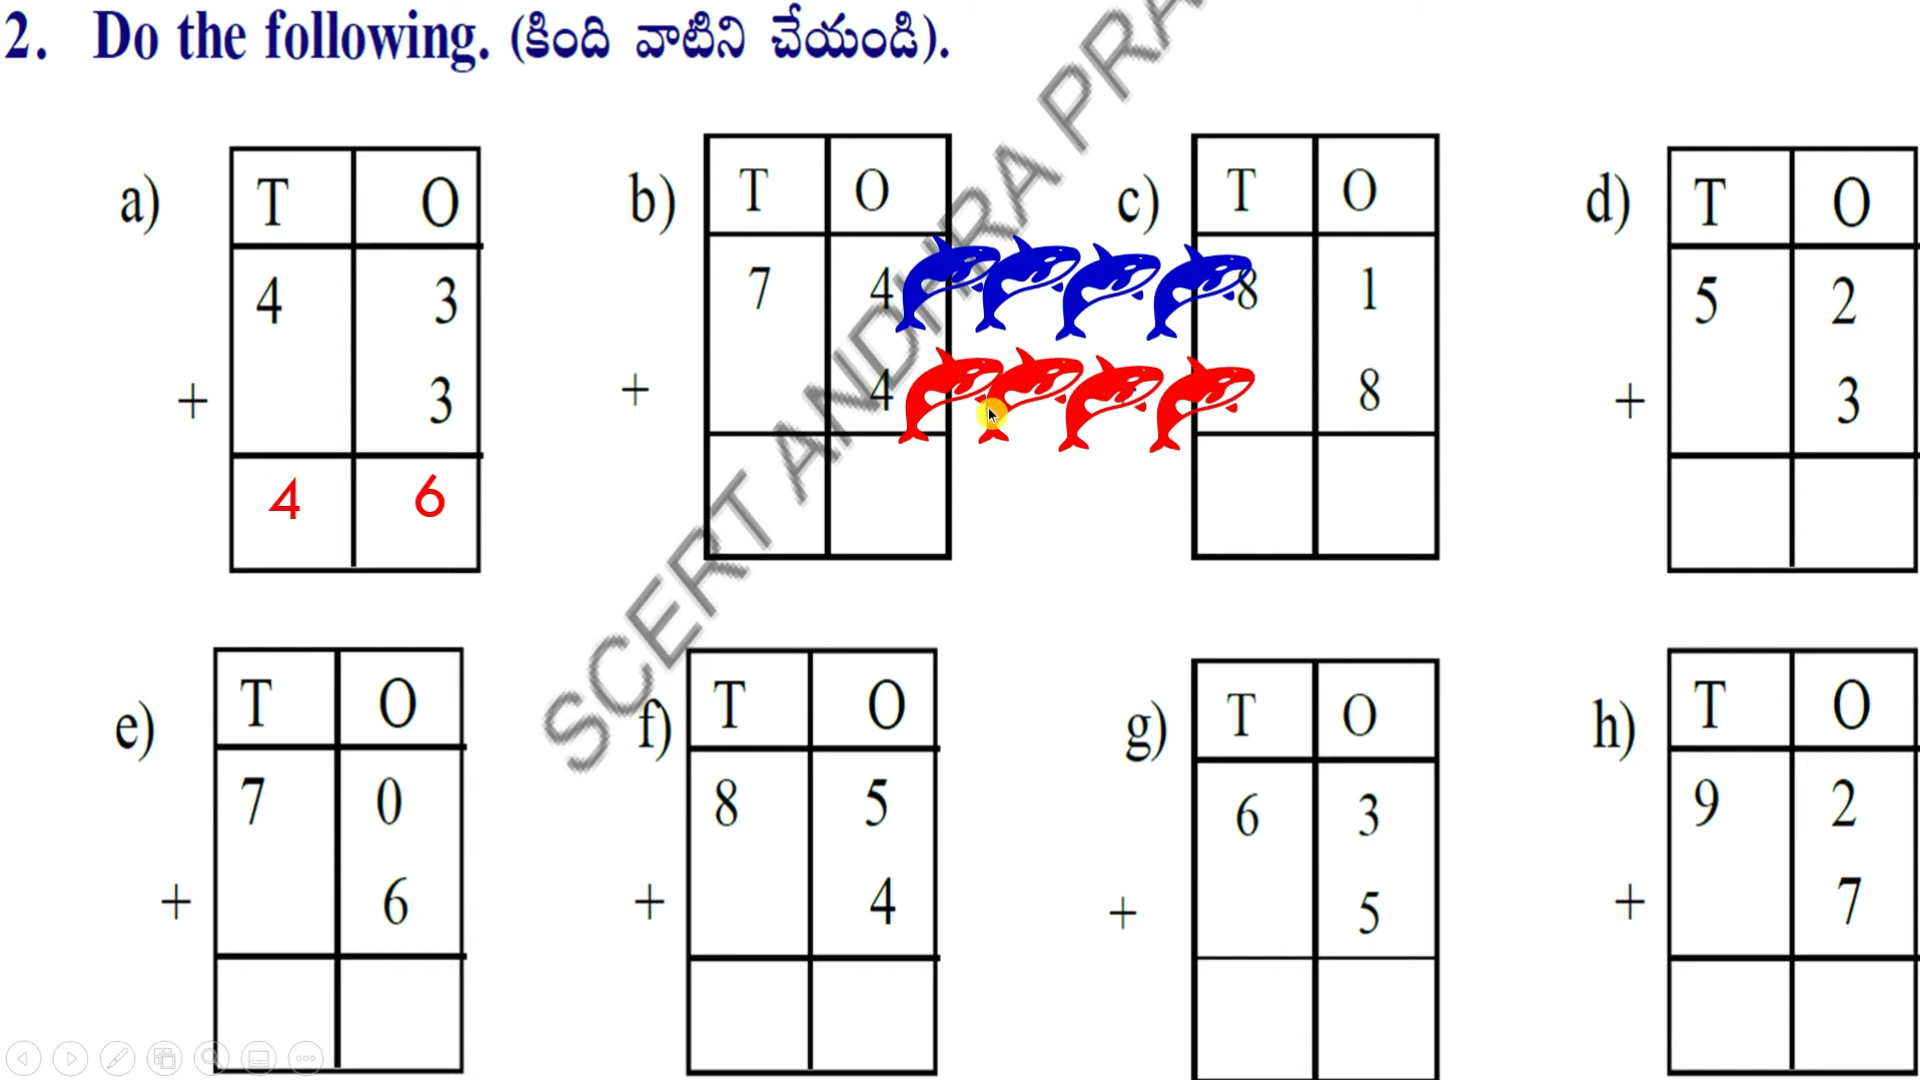 2. Do the following. (కింది వాటిని చేయండి).
a) T O
4 3
+ 3
4 6
b) T O
7 4
+ 4
c) T O
8 1
8
d) T O
5 2
+ 3
e) T O
7 0
+ 6
f) T O
8 5
+ 4
g) T O
6 3
+ 5
h) T O
9 2
+ 7
SCERT ANDHRA PRA